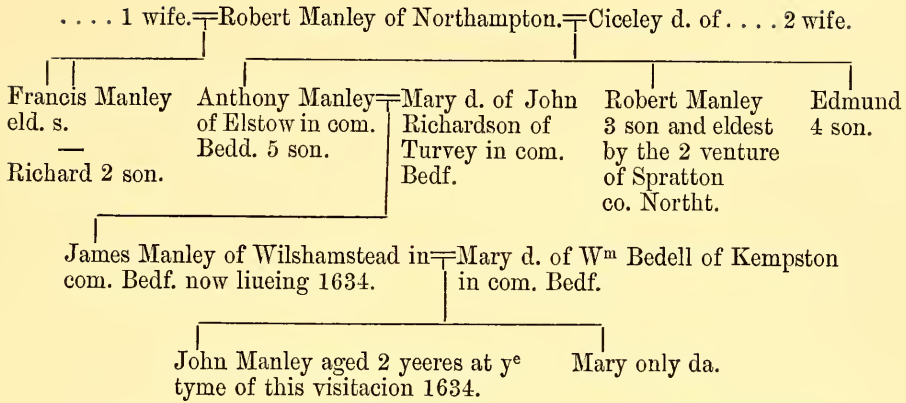 . . . . 1 wife.=Robert Manley of Northampton.=Ciceley d. of . . . . 2 wife.
Francis Manley
eld. s.
—
Richard 2 son.
Anthony Manley=Mary d. of John
of Elstow in com.
Bedd. 5 son.
Richardson of
Turvey in com.
Bedf.
Robert Manley
3 son and eldest
by the 2 venture
of Spratton
co. Northt.
Edmund
4 son.
James Manley of Wilshamstead in=Mary d. of Wᵐ Bedell of Kempston
com. Bedf. now liueing 1634.
in com. Bedf.
John Manley aged 2 yeeres at yᵉ
tyme of this visitacion 1634.
Mary only da.